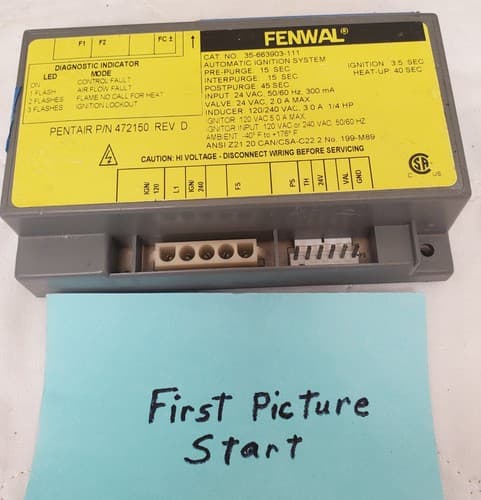 F1 F2 FC ± ↑
DIAGNOSTIC INDICATOR
LED MODE
ON CONTROL FAULT
1 FLASH AIR FLOW FAULT
2 FLASHES FLAME NO CALL FOR HEAT
3 FLASHES IGNITION LOCKOUT
PENTAIR P/N 472150 REV D
FENWAL®
CAT. NO. 35-663903-111
AUTOMATIC IGNITION SYSTEM
PRE-PURGE: 15 SEC IGNITION 3.5 SEC
INTERPURGE: 15 SEC HEAT-UP 40 SEC
POSTPURGE: 45 SEC
INPUT: 24 VAC, 50/60 Hz, 300 mA
VALVE: 24 VAC, 2.0 A MAX.
INDUCER: 120/240 VAC, 3.0 A 1/4 HP
IGNITOR 120 VAC 5.0 A MAX.
IGNITOR INPUT: 120 VAC or 240 VAC, 50/60 HZ
AMBIENT: -40° F to +176° F
ANSI Z21.20 CAN/CSA-C22.2 No. 199-M89
CAUTION: HI VOLTAGE - DISCONNECT WIRING BEFORE SERVICING
C US
IGN/120 L1 IGN/240 FS PS TH 24V VAL GND
First Picture
Start